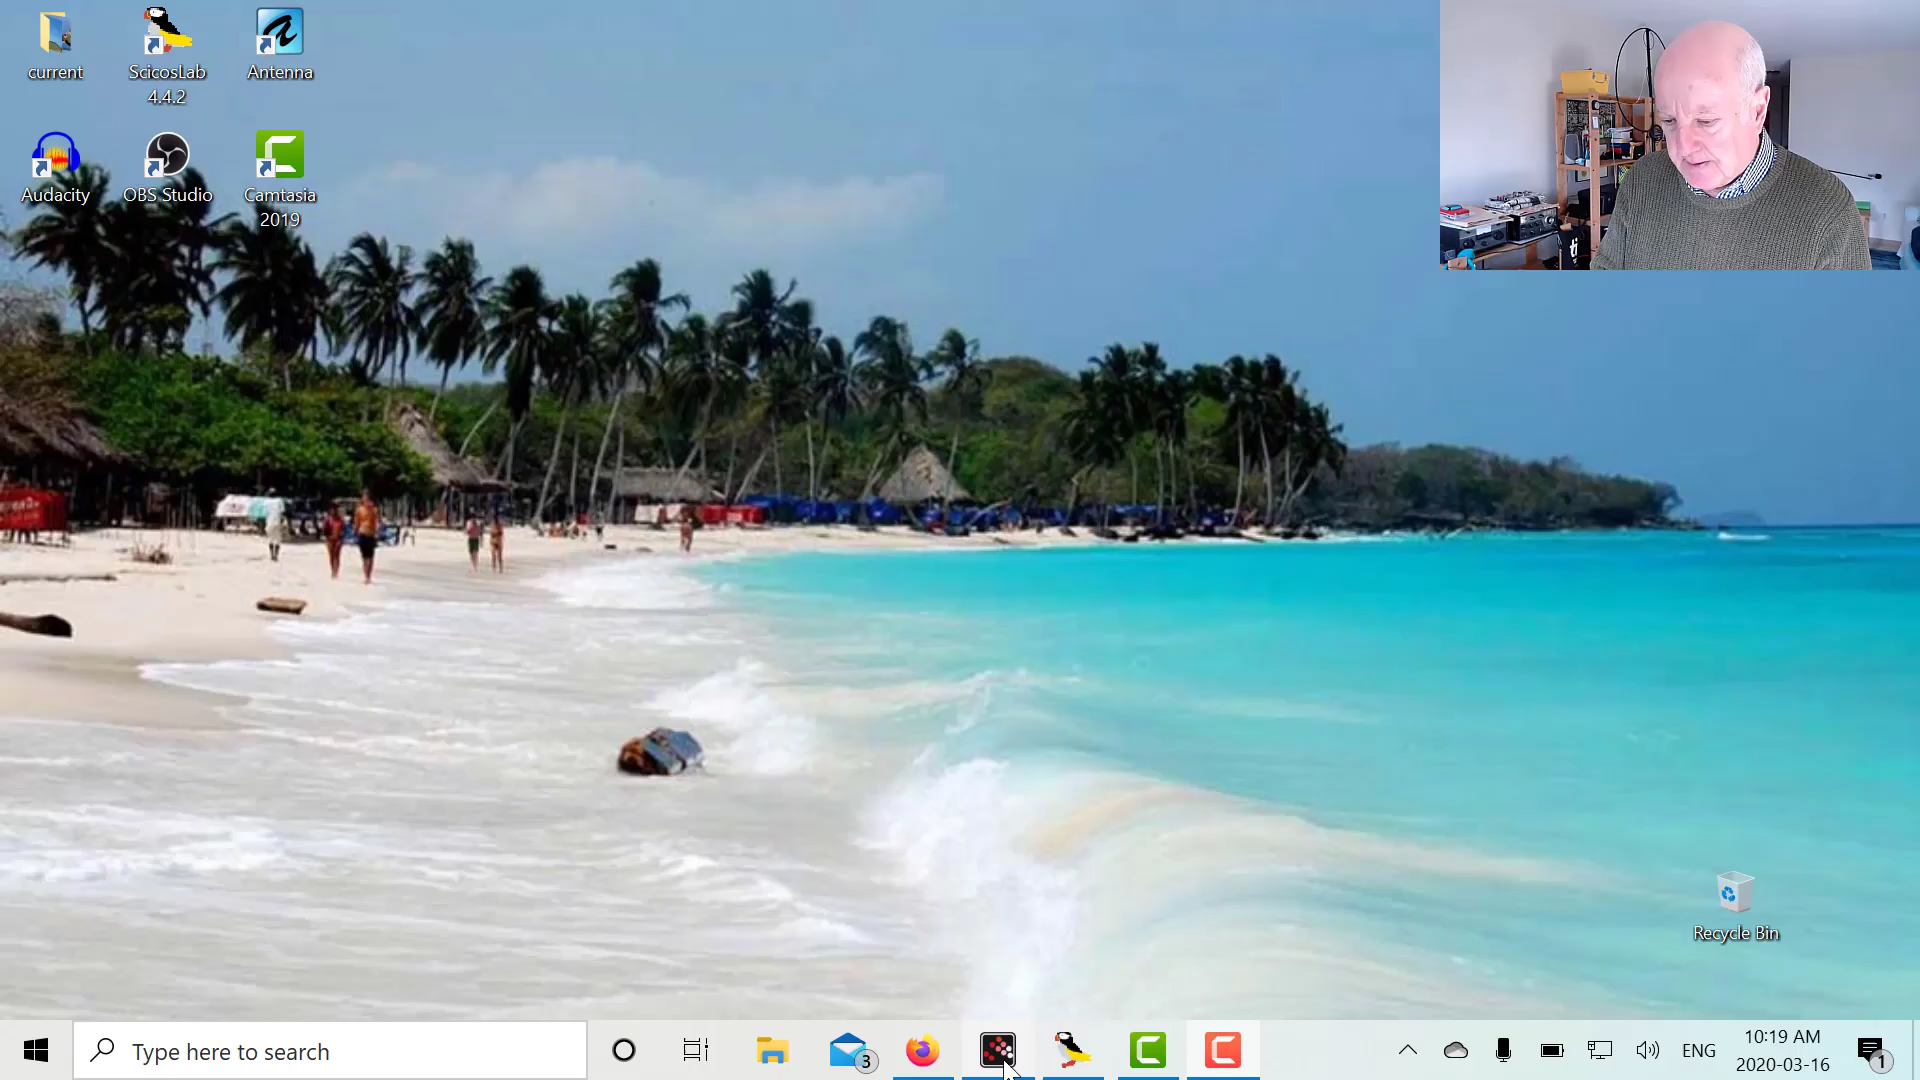 current
ScicosLab
4.4.2
Antenna
Audacity
OBS Studio
Camtasia
2019
Recycle Bin
Type here to search
3
ENG
10:19 AM
2020-03-16
1